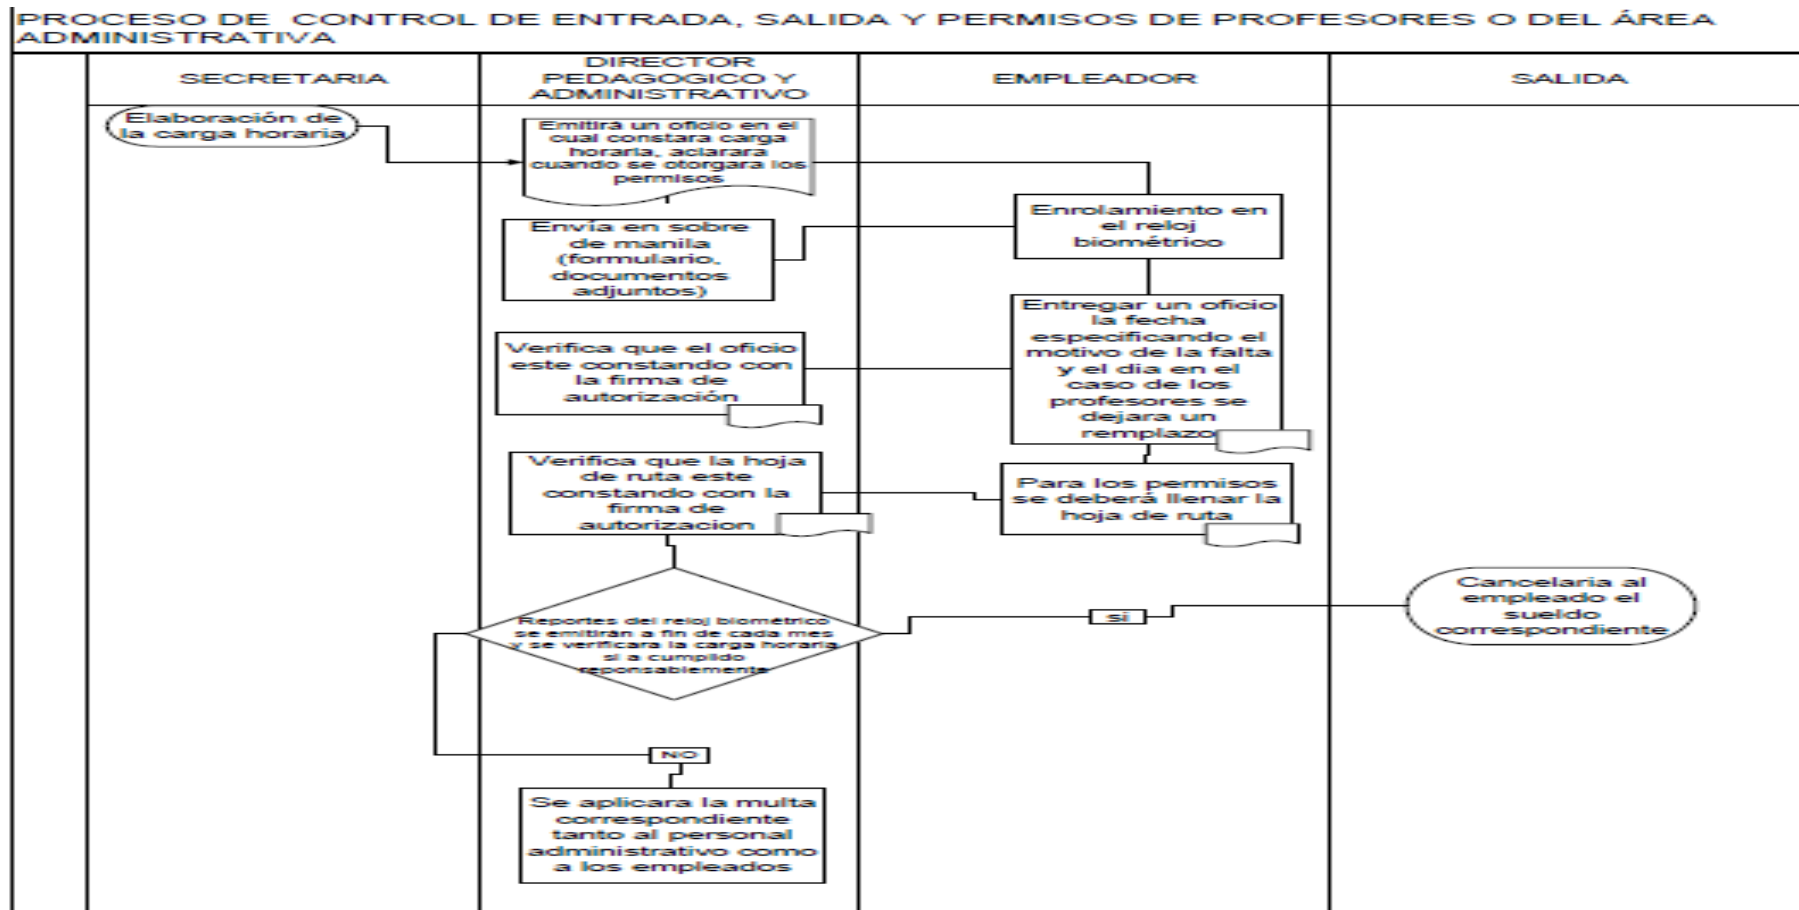 PROCESO DE  CONTROL DE ENTRADA, SALIDA Y PERMISOS DE PROFESORES O DEL ÁREA
ADMINISTRATIVA
SECRETARIA
DIRECTOR
PEDAGOGICO Y
ADMINISTRATIVO
EMPLEADOR
SALIDA
Elaboración de
la carga horaria
Emitirá un oficio en el
cual constara carga
horaria, aclarara
cuando se otorgara los
permisos
Enrolamiento en
el reloj
biométrico
Envía en sobre
de manila
(formulario,
documentos
adjuntos)
Entregar un oficio
la fecha
especificando el
motivo de la falta
y el dia en el
caso de los
profesores se
dejara un
remplazo
Verifica que el oficio
este constando con
la firma de
autorización
Verifica que la hoja
de ruta este
constando con la
firma de
autorizacion
Para los permisos
se deberá llenar la
hoja de ruta
Reportes del reloj biométrico
se emitirán a fin de cada mes
y se verificara la carga horaria
si a cumplido
reponsablemente
si
Cancelaria al
empleado el
sueldo
correspondiente
NO
Se aplicara la multa
correspondiente
tanto al personal
administrativo como
a los empleados